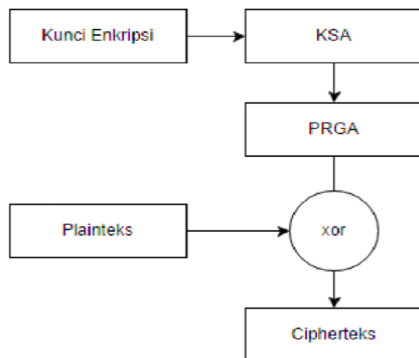 Kunci Enkripsi
KSA
PRGA
Plainteks
xor
Cipherteks